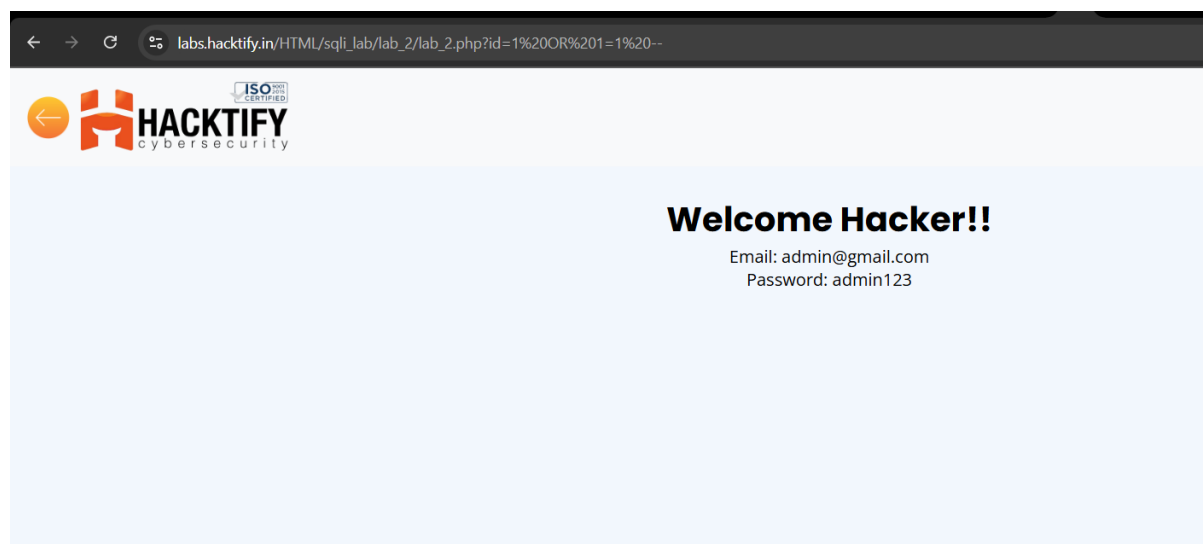 labs.hacktify.in/HTML/sqli_lab/lab_2/lab_2.php?id=1%20OR%201=1%20--
ISO
CERTIFIED
HACKTIFY
cybersecurity
Welcome Hacker!!
Email: admin@gmail.com
Password: admin123